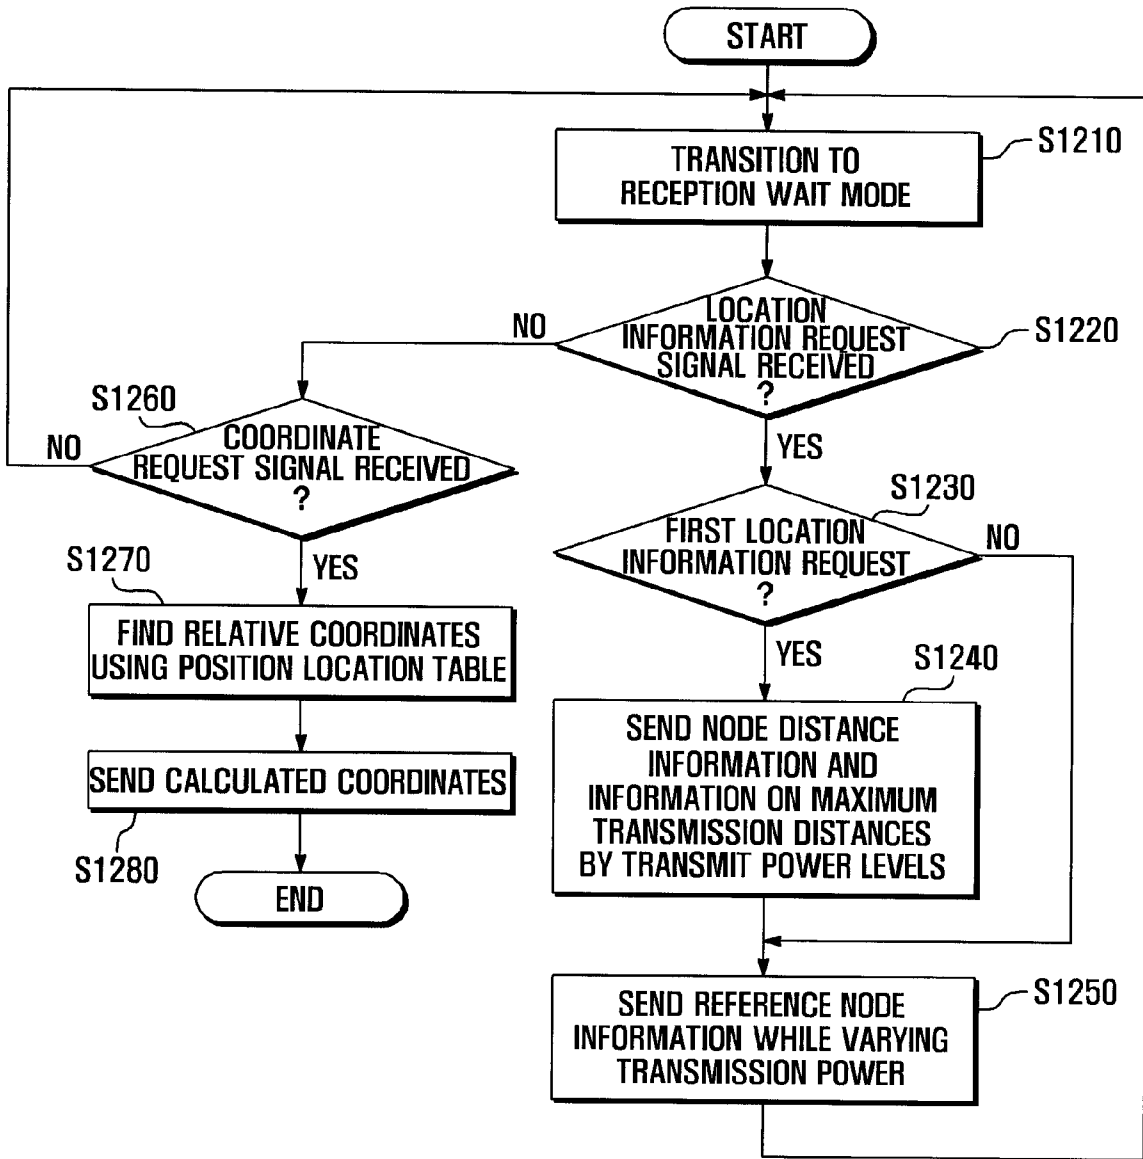 START
TRANSITION TO
RECEPTION WAIT MODE
S1210
LOCATION
INFORMATION REQUEST
SIGNAL RECEIVED
?
S1220
NO
YES
S1260
COORDINATE
REQUEST SIGNAL RECEIVED
?
NO
YES
S1230
FIRST LOCATION
INFORMATION REQUEST
?
NO
YES
S1270
FIND RELATIVE COORDINATES
USING POSITION LOCATION TABLE
S1240
SEND NODE DISTANCE
INFORMATION AND
INFORMATION ON MAXIMUM
TRANSMISSION DISTANCES
BY TRANSMIT POWER LEVELS
SEND CALCULATED COORDINATES
S1280
END
SEND REFERENCE NODE
INFORMATION WHILE VARYING
TRANSMISSION POWER
S1250